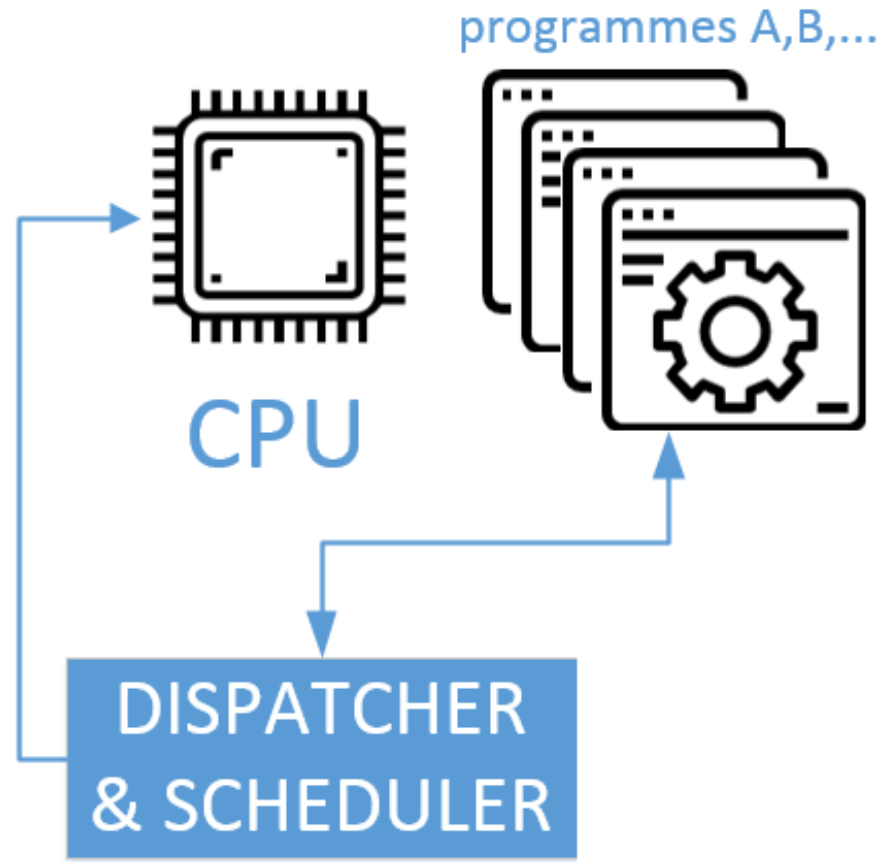 programmes A,B,...
CPU
DISPATCHER
& SCHEDULER